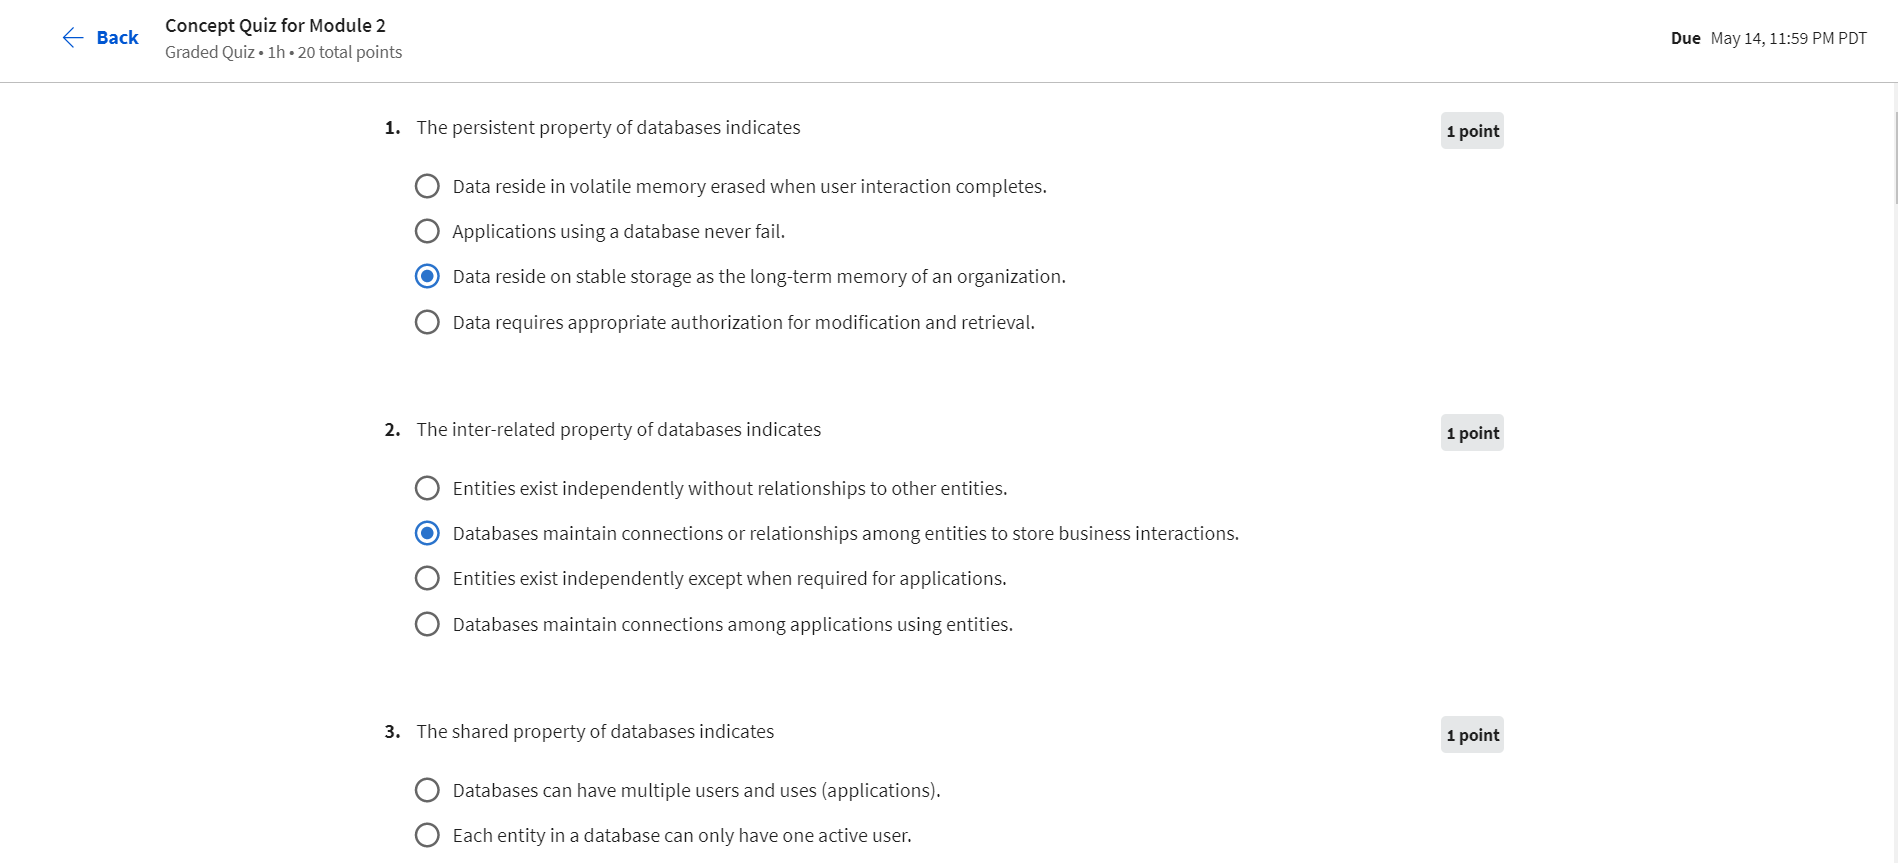 Back
Concept Quiz for Module 2
Graded Quiz • 1h • 20 total points
Due May 14, 11:59 PM PDT
1. The persistent property of databases indicates
1 point
Data reside in volatile memory erased when user interaction completes.
Applications using a database never fail.
Data reside on stable storage as the long-term memory of an organization.
Data requires appropriate authorization for modification and retrieval.
2. The inter-related property of databases indicates
1 point
Entities exist independently without relationships to other entities.
Databases maintain connections or relationships among entities to store business interactions.
Entities exist independently except when required for applications.
Databases maintain connections among applications using entities.
3. The shared property of databases indicates
1 point
Databases can have multiple users and uses (applications).
Each entity in a database can only have one active user.